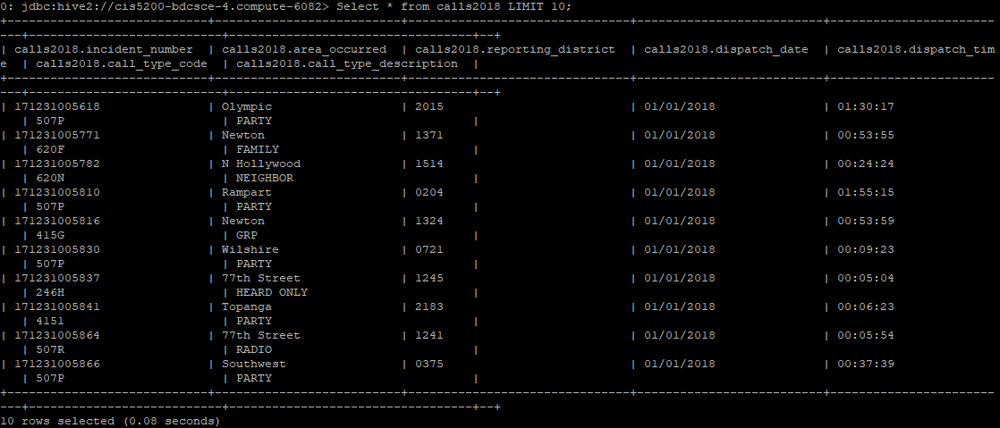 0: jdbc:hive2://cis5200-bdcsce-4.compute-6082> Select * from calls2018 LIMIT 10;
+----------------------------+--------------------------+-------------------------------+--------------------------+-----------------------
---+---------------------------+----------------------------------+--+
| calls2018.incident_number  | calls2018.area_occurred  | calls2018.reporting_district  | calls2018.dispatch_date  | calls2018.dispatch_tim
e  | calls2018.call_type_code  | calls2018.call_type_description  |
+----------------------------+--------------------------+-------------------------------+--------------------------+-----------------------
---+---------------------------+----------------------------------+--+
| 171231005618               | Olympic                  | 2015                          | 01/01/2018               | 01:30:17
   | 507P                      | PARTY                            |
| 171231005771               | Newton                   | 1371                          | 01/01/2018               | 00:53:55
   | 620F                      | FAMILY                           |
| 171231005782               | N Hollywood              | 1514                          | 01/01/2018               | 00:24:24
   | 620N                      | NEIGHBOR                         |
| 171231005810               | Rampart                  | 0204                          | 01/01/2018               | 01:55:15
   | 507P                      | PARTY                            |
| 171231005816               | Newton                   | 1324                          | 01/01/2018               | 00:53:59
   | 415G                      | GRP                              |
| 171231005830               | Wilshire                 | 0721                          | 01/01/2018               | 00:09:23
   | 507P                      | PARTY                            |
| 171231005837               | 77th Street              | 1245                          | 01/01/2018               | 00:05:04
   | 246H                      | HEARD ONLY                       |
| 171231005841               | Topanga                  | 2183                          | 01/01/2018               | 00:06:23
   | 4151                      | PARTY                            |
| 171231005864               | 77th Street              | 1241                          | 01/01/2018               | 00:05:54
   | 507R                      | RADIO                            |
| 171231005866               | Southwest                | 0375                          | 01/01/2018               | 00:37:39
   | 507P                      | PARTY                            |
+----------------------------+--------------------------+-------------------------------+--------------------------+-----------------------
---+---------------------------+----------------------------------+--+
10 rows selected (0.08 seconds)